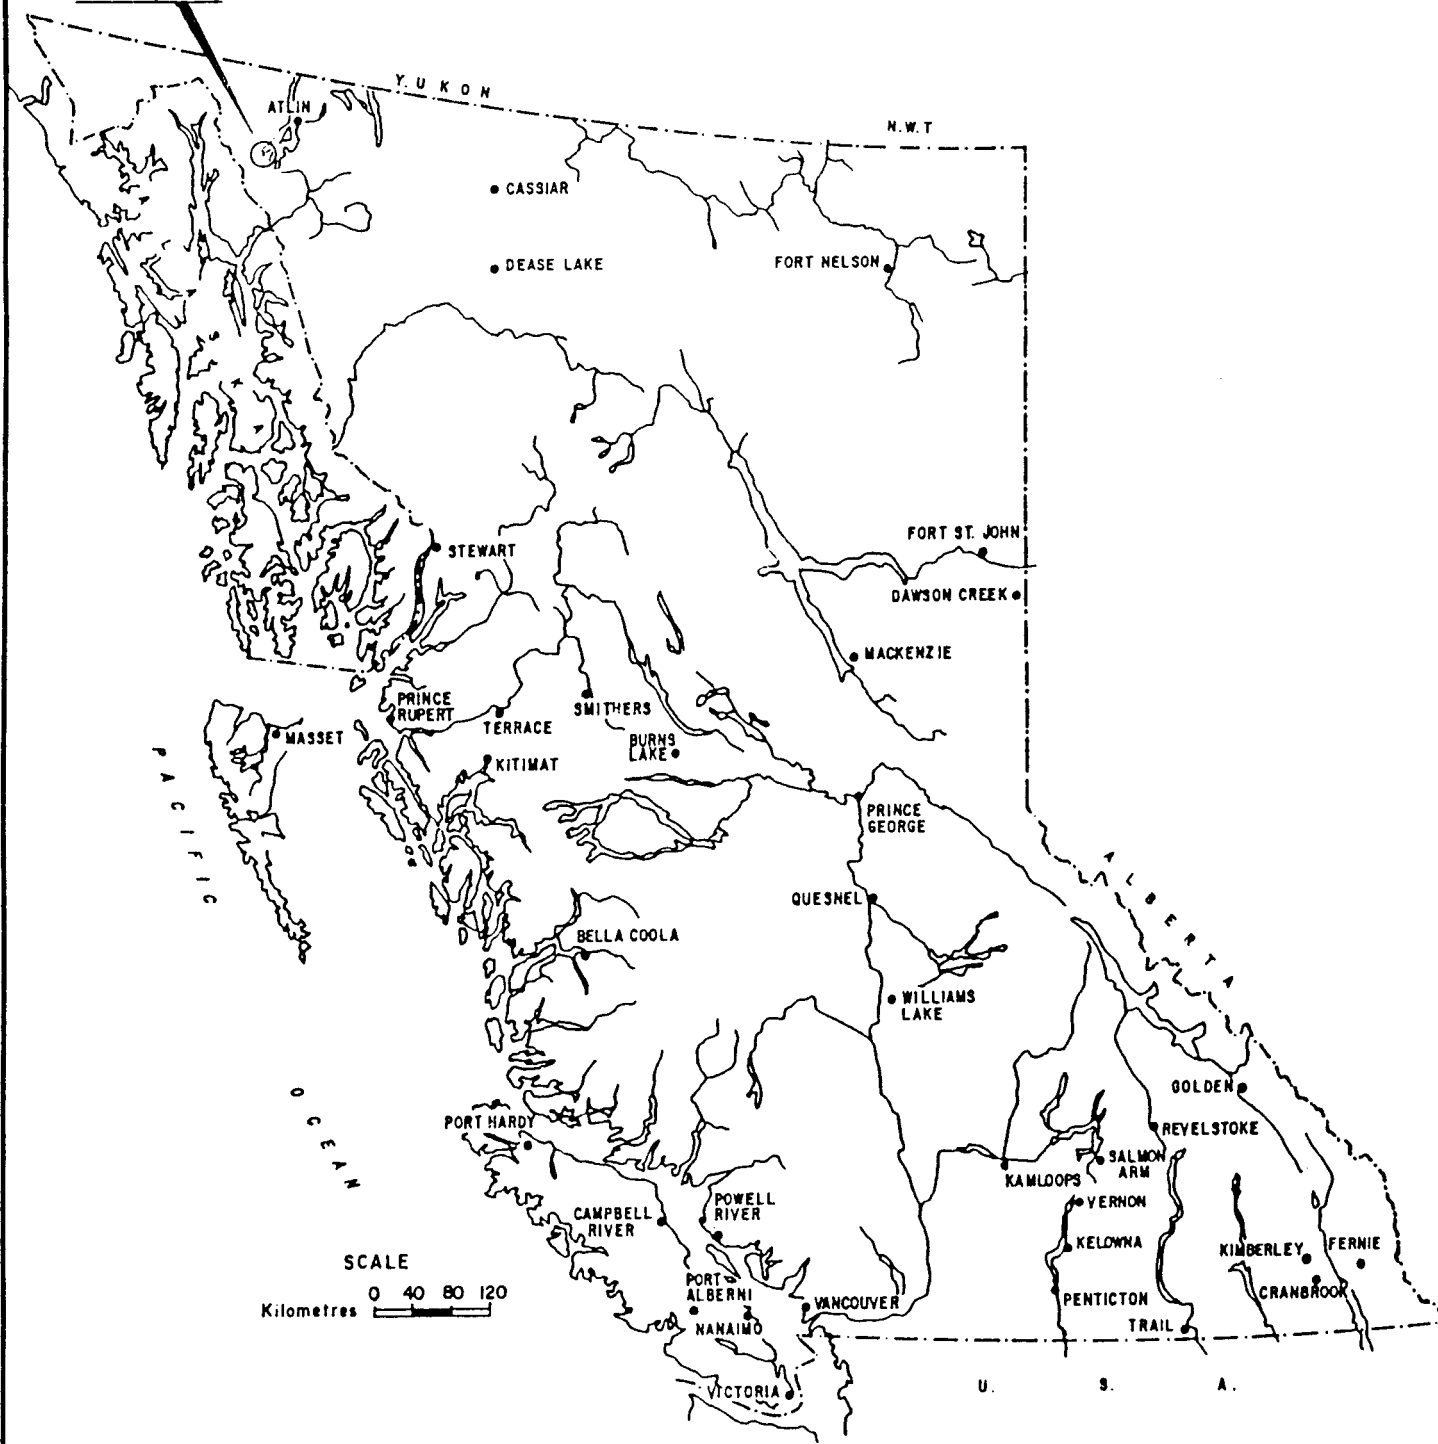 YUKON
N.W.T
ATLIN
CASSIAR
DEASE LAKE
FORT NELSON
ALASKA
FORT ST. JOHN
STEWART
DAWSON CREEK
MACKENZIE
PRINCE
RUPERT
TERRACE
SMITHERS
MASSET
BURNS
LAKE
KITIMAT
PACIFIC
PRINCE
GEORGE
ALBERTA
QUESNEL
BELLA COOLA
WILLIAMS
LAKE
OCEAN
GOLDEN
PORT HARDY
REVELSTOKE
SALMON
ARM
KAMLOOPS
VERNON
POWELL
RIVER
CAMPBELL
RIVER
KELOWNA
KIMBERLEY
FERNIE
SCALE
PORT
ALBERNI
CRANBROOK
Kilometres 0 40 80 120
VANCOUVER
PENTICTON
NANAIMO
TRAIL
VICTORIA
U. S. A.